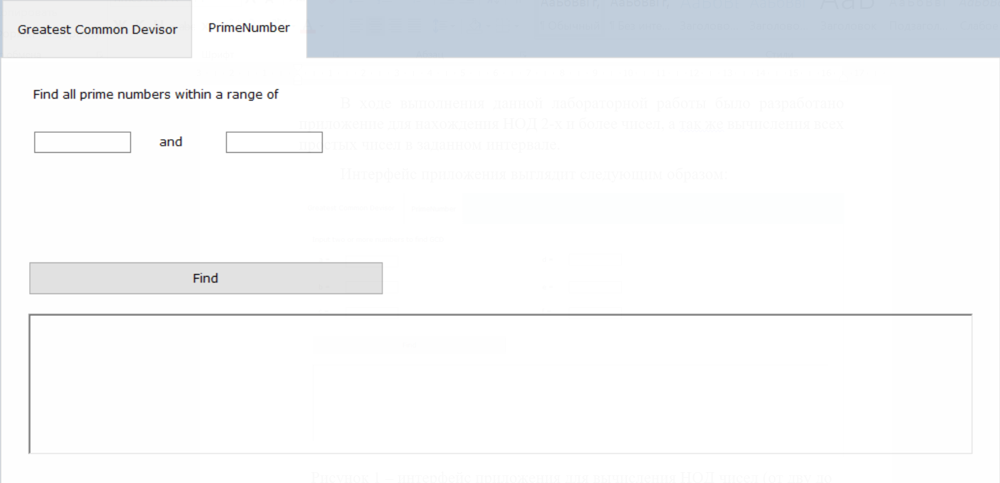 Greatest Common Devisor
PrimeNumber
Find all prime numbers within a range of
and
Find
В ходе выполнения данной лабораторной работы было разработано
приложение для нахождения НОД 2-х и более чисел, а так же вычисления всех
простых чисел в заданном интервале.
Интерфейс приложения выглядит следующим образом:
Рисунок 1 – интерфейс приложения для вычисления НОД чисел (от дву до